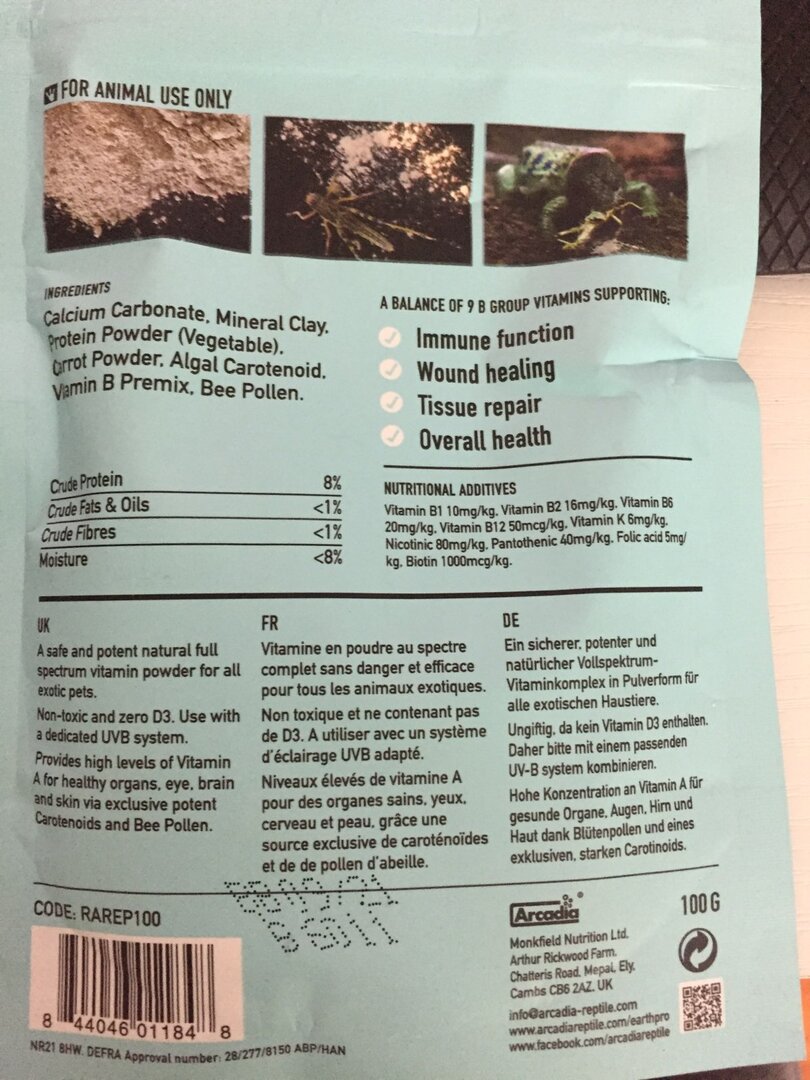 FOR ANIMAL USE ONLY
INGREDIENTS
Calcium Carbonate, Mineral Clay,
Protein Powder (Vegetable),
Carrot Powder, Algal Carotenoid,
Vitamin B Premix, Bee Pollen.
Crude Protein 8%
Crude Fats & Oils <1%
Crude Fibres <1%
Moisture <8%
A BALANCE OF 9 B GROUP VITAMINS SUPPORTING:
Immune function
Wound healing
Tissue repair
Overall health
NUTRITIONAL ADDITIVES
Vitamin B1 10mg/kg, Vitamin B2 16mg/kg, Vitamin B6
20mg/kg, Vitamin B12 50mcg/kg, Vitamin K 6mg/kg,
Nicotinic 80mg/kg, Pantothenic 40mg/kg, Folic acid 5mg/
kg, Biotin 1000mcg/kg.
UK
A safe and potent natural full
spectrum vitamin powder for all
exotic pets.
Non-toxic and zero D3. Use with
a dedicated UVB system.
Provides high levels of Vitamin
A for healthy organs, eye, brain
and skin via exclusive potent
Carotenoids and Bee Pollen.
FR
Vitamine en poudre au spectre
complet sans danger et efficace
pour tous les animaux exotiques.
Non toxique et ne contenant pas
de D3. A utiliser avec un système
d'éclairage UVB adapté.
Niveaux élevés de vitamine A
pour des organes sains, yeux,
cerveau et peau, grâce une
source exclusive de caroténoïdes
et de de pollen d'abeille.
DE
Ein sicherer, potenter und
natürlicher Vollspektrum-
Vitaminkomplex in Pulverform für
alle exotischen Haustiere.
Ungiftig, da kein Vitamin D3 enthalten.
Daher bitte mit einem passenden
UV-B system kombinieren.
Hohe Konzentration an Vitamin A für
gesunde Organe, Augen, Hirn und
Haut dank Blütenpollen und eines
exklusiven, starken Carotinoids.
CODE: RAREP100
8 44046 01184 8
NR21 8HW. DEFRA Approval number: 28/277/8150 ABP/HAN
Arcadia®
100G
Monkfield Nutrition Ltd.
Arthur Rickwood Farm,
Chatteris Road, Mepal, Ely,
Cambs CB6 2AZ. UK
info@arcadia-reptile.com
www.arcadiareptile.com/earthpro
www.facebook.com/arcadiareptile